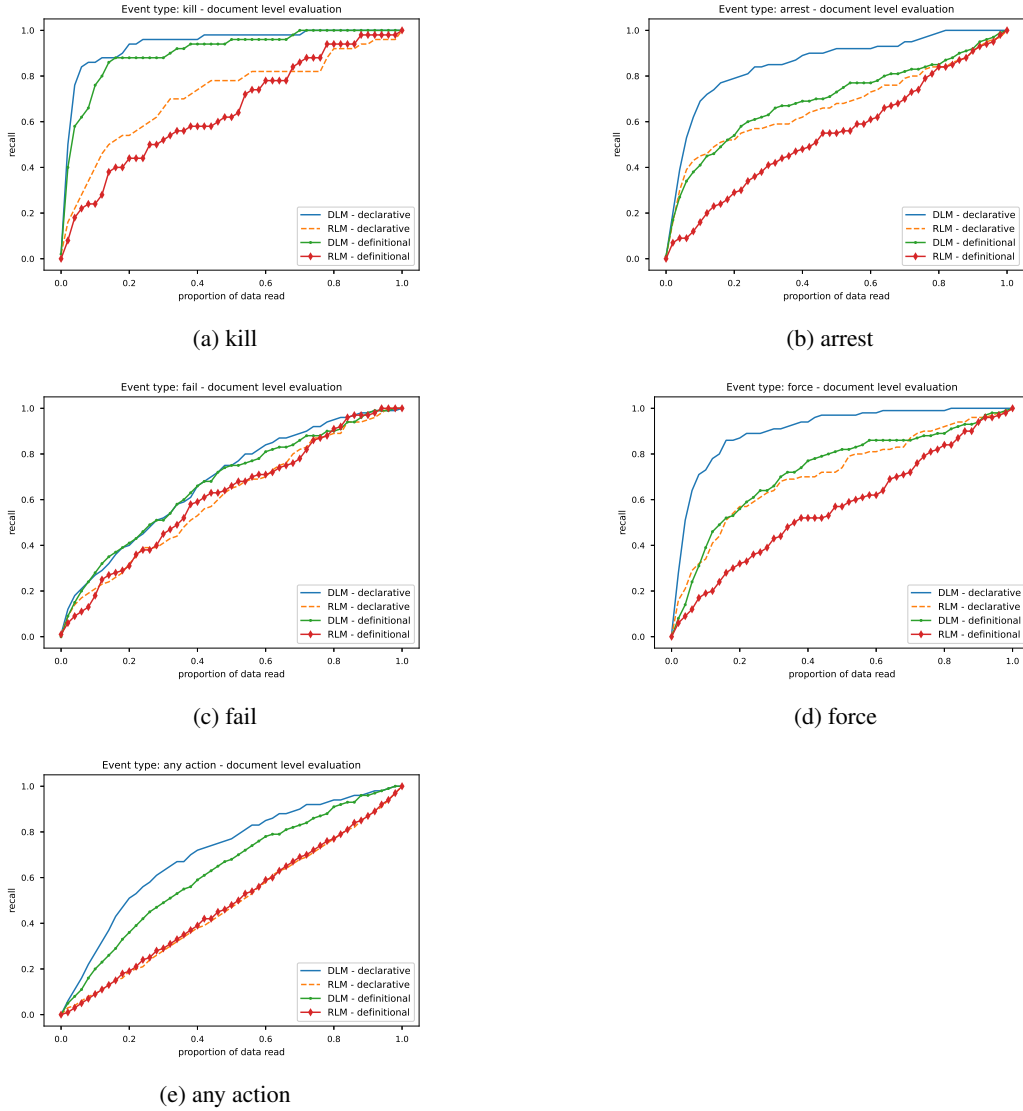 Event type: kill - document level evaluation
1.0
0.8
0.6
0.4
0.2
0.0
recall
DLM - declarative
RLM - declarative
DLM - definitional
RLM - definitional
0.0 0.2 0.4 0.6 0.8 1.0
proportion of data read
(a) kill
Event type: arrest - document level evaluation
1.0
0.8
0.6
0.4
0.2
0.0
recall
DLM - declarative
RLM - declarative
DLM - definitional
RLM - definitional
0.0 0.2 0.4 0.6 0.8 1.0
proportion of data read
(b) arrest
Event type: fail - document level evaluation
1.0
0.8
0.6
0.4
0.2
0.0
recall
DLM - declarative
RLM - declarative
DLM - definitional
RLM - definitional
0.0 0.2 0.4 0.6 0.8 1.0
proportion of data read
(c) fail
Event type: force - document level evaluation
1.0
0.8
0.6
0.4
0.2
0.0
recall
DLM - declarative
RLM - declarative
DLM - definitional
RLM - definitional
0.0 0.2 0.4 0.6 0.8 1.0
proportion of data read
(d) force
Event type: any action - document level evaluation
1.0
0.8
0.6
0.4
0.2
0.0
recall
DLM - declarative
RLM - declarative
DLM - definitional
RLM - definitional
0.0 0.2 0.4 0.6 0.8 1.0
proportion of data read
(e) any action